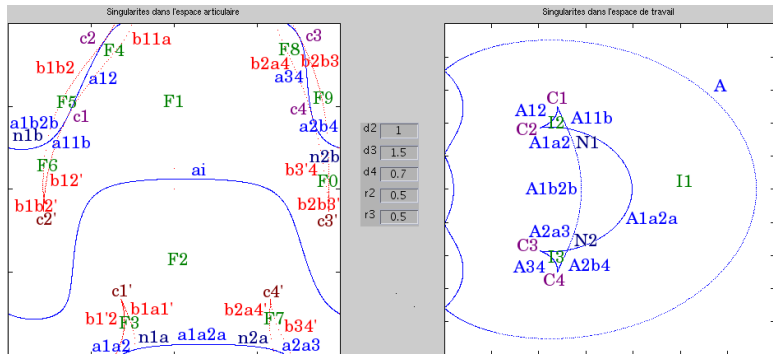 Singularites dans l'espace articulaire
c2
b11a
F4
b1b2
a12
F5
c1
a1b2b
n1b
a11b
F6
b12'
b1b2'
c2'
F1
ai
F8
c3
b2a4
b2b3
a34
F9
c4
a2b4
n2b
b3'4
F0
b2b3'
c3'
F2
c1'
b1a1'
b1'2
F3
a1a2
n1a
a1a2a
n2a
c4'
b2a4'
F7
b34'
a2a3
d2 1
d3 1.5
d4 0.7
r2 0.5
r3 0.5
Singularites dans l'espace de travail
A
C1
A12
A11b
C2
I2
A1a2
N1
A1b2b
I1
A1a2a
A2a3
N2
C3
I3
A34
A2b4
C4